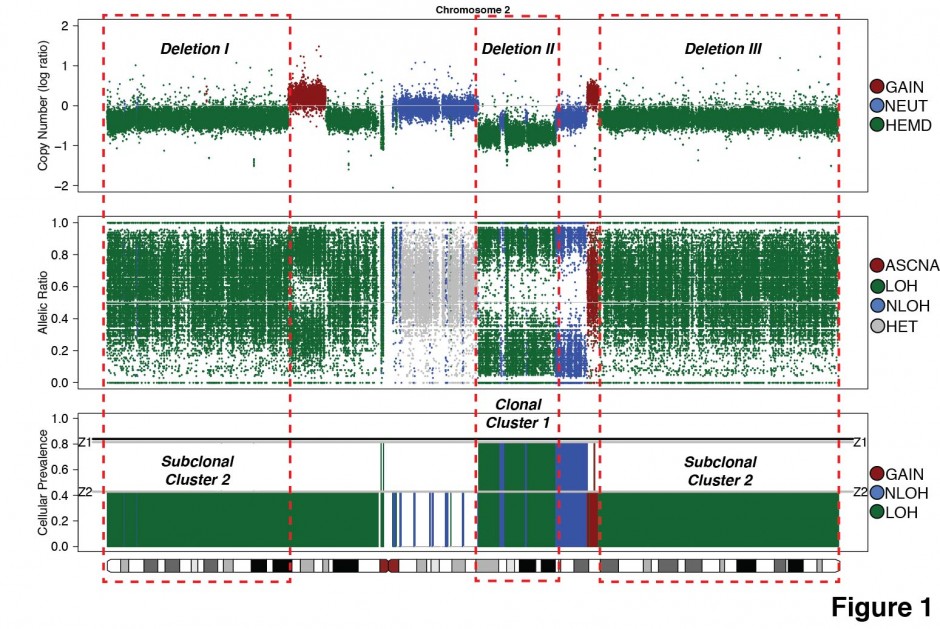 Chromosome 2
Copy Number (log ratio)
2
1
0
−1
−2
Deletion I
Deletion II
Deletion III
GAIN
NEUT
HEMD
Allelic Ratio
1.0
0.8
0.6
0.4
0.2
0.0
ASCNA
LOH
NLOH
HET
Cellular Prevalence
1.0
0.8
0.6
0.4
0.2
0.0
Z1
Z2
Subclonal
Cluster 2
Clonal
Cluster 1
Subclonal
Cluster 2
Z1
Z2
GAIN
NLOH
LOH
Figure 1